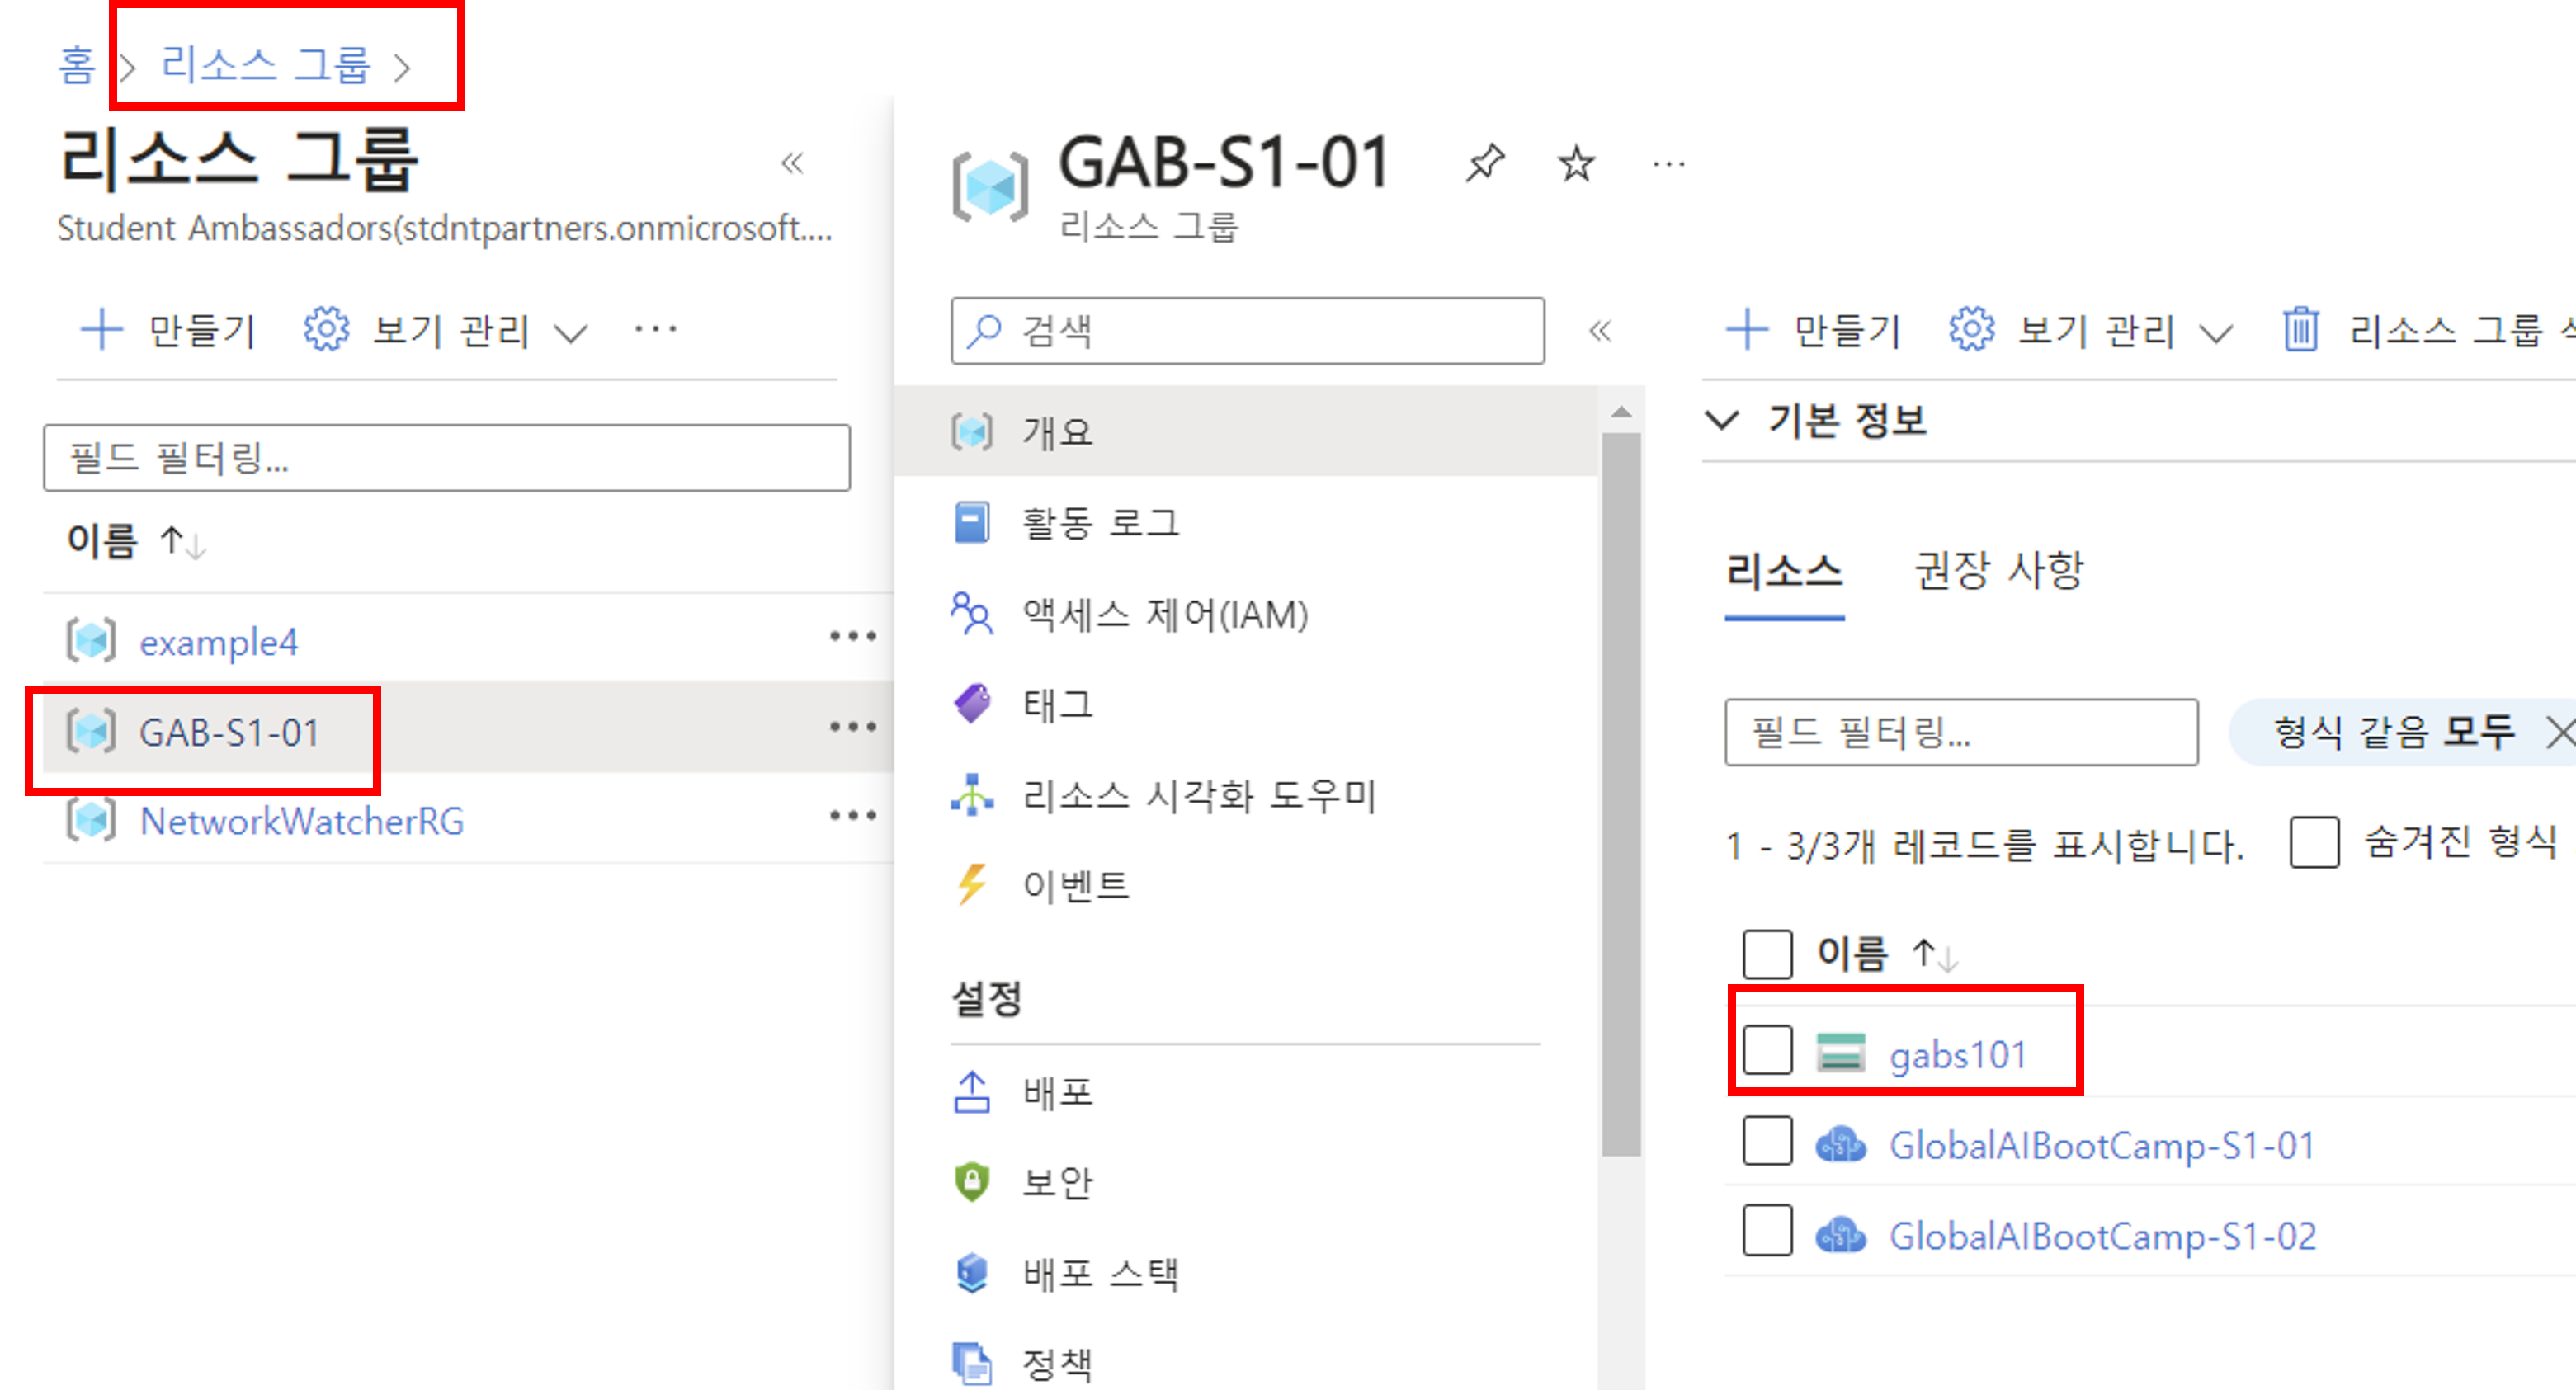 홈 > 리소스 그룹 >
리소스 그룹
Student Ambassadors(stdntpartners.onmicrosoft....
만들기 보기 관리 ...
필드 필터링...
이름
example4
GAB-S1-01
NetworkWatcherRG
GAB-S1-01
리소스 그룹
검색
개요
활동 로그
액세스 제어(IAM)
태그
리소스 시각화 도우미
이벤트
설정
배포
보안
배포 스택
정책
만들기 보기 관리 리소스 그룹
기본 정보
리소스 권장 사항
필드 필터링... 형식 같음 모두
1 - 3/3개 레코드를 표시합니다. 숨겨진 형식
이름
gabs101
GlobalAIBootCamp-S1-01
GlobalAIBootCamp-S1-02